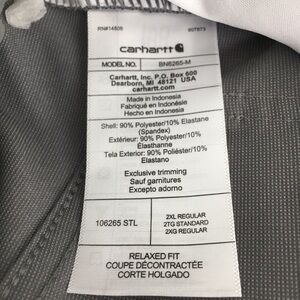 RN#14806 807873
carhartt
MODEL NO. BN6265-M
Carhartt, Inc. P.O. Box 600
Dearborn, MI 48121 USA
carhartt.com
Made in Indonesia
Fabriqué en Indonésie
Hecho en Indonesia
Shell: 90% Polyester/10% Elastane
(Spandex)
Extérieur: 90% Polyester/10%
Élasthanne
Tela Exterior: 90% Poliéster/10%
Elastano
Exclusive trimming
Sauf garnitures
Excepto adorno
106265 STL
2XL REGULAR
2TG STANDARD
2XG REGULAR
RELAXED FIT
COUPE DÉCONTRACTÉE
CORTE HOLGADO